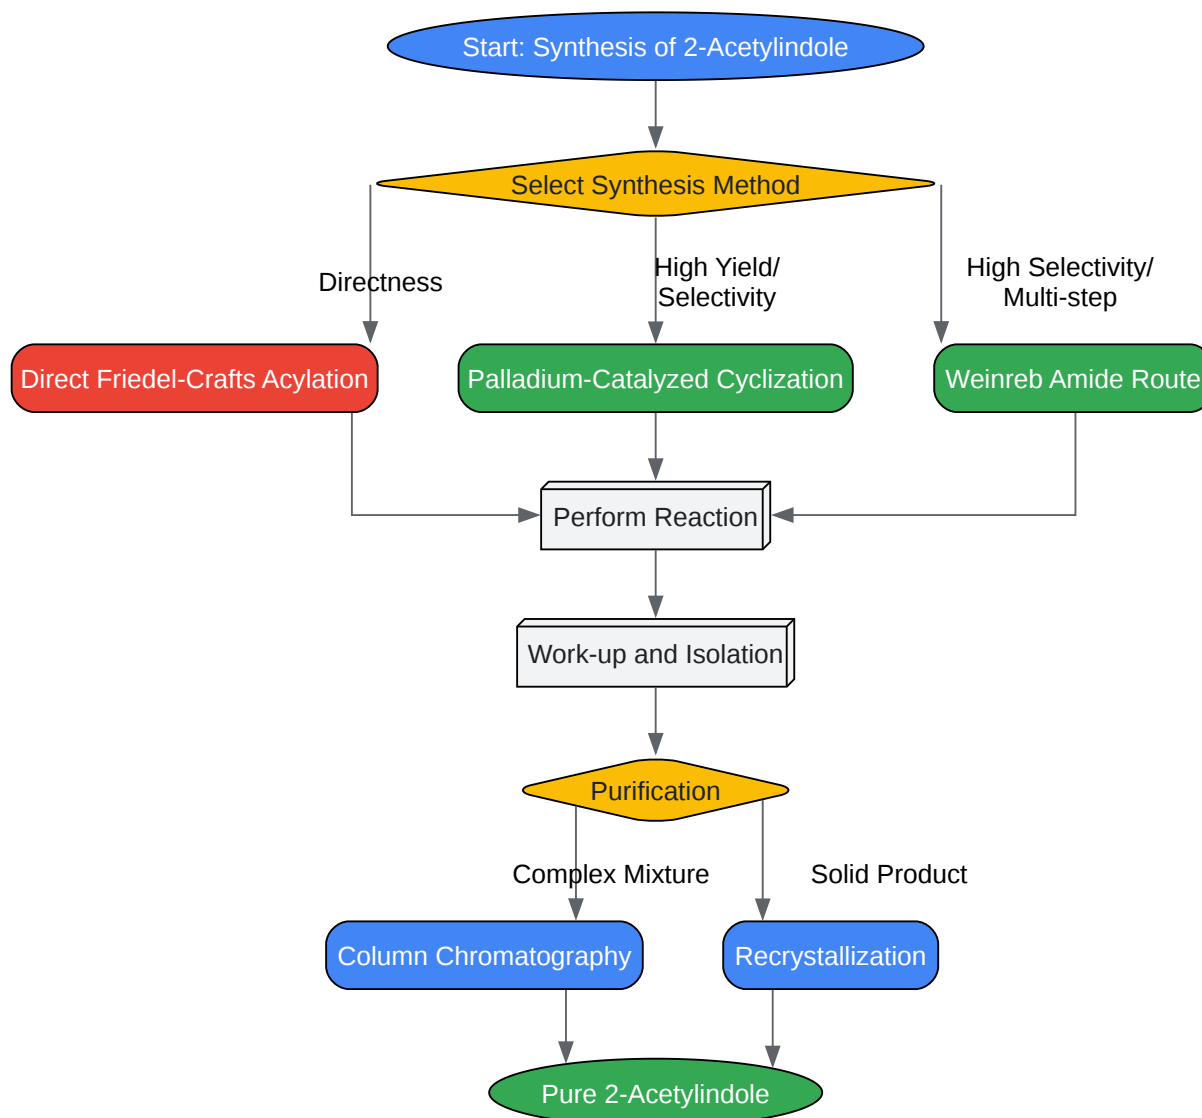 Start: Synthesis of 2-Acetylindole
Select Synthesis Method
Directness
High Yield/
Selectivity
High Selectivity/
Multi-step
Direct Friedel-Crafts Acylation
Palladium-Catalyzed Cyclization
Weinreb Amide Route
Perform Reaction
Work-up and Isolation
Purification
Complex Mixture
Solid Product
Column Chromatography
Recrystallization
Pure 2-Acetylindole